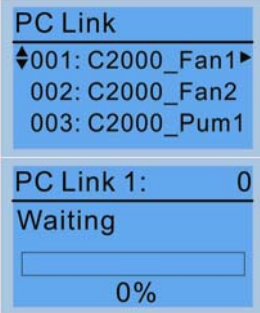 PC Link
001: C2000_Fan1
002: C2000_Fan2
003: C2000_Pum1
PC Link 1: 0
Waiting
0%